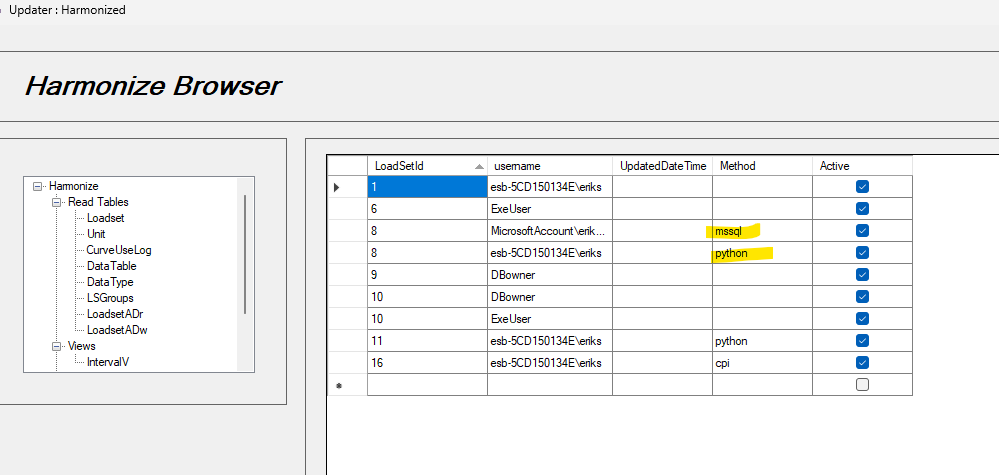 Updater : Harmonized
Harmonize Browser
Harmonize
Read Tables
Loadset
Unit
CurveUseLog
DataTable
DataType
LSGroups
LoadsetADr
LoadsetADw
Views
IntervalV
LoadSetId username UpdatedDateTime Method Active
1 esb-5CD150134E\eriks
6 ExeUser
8 MicrosoftAccount\erik... mssql
8 esb-5CD150134E\eriks python
9 DBowner
10 DBowner
10 ExeUser
11 esb-5CD150134E\eriks python
16 esb-5CD150134E\eriks cpi